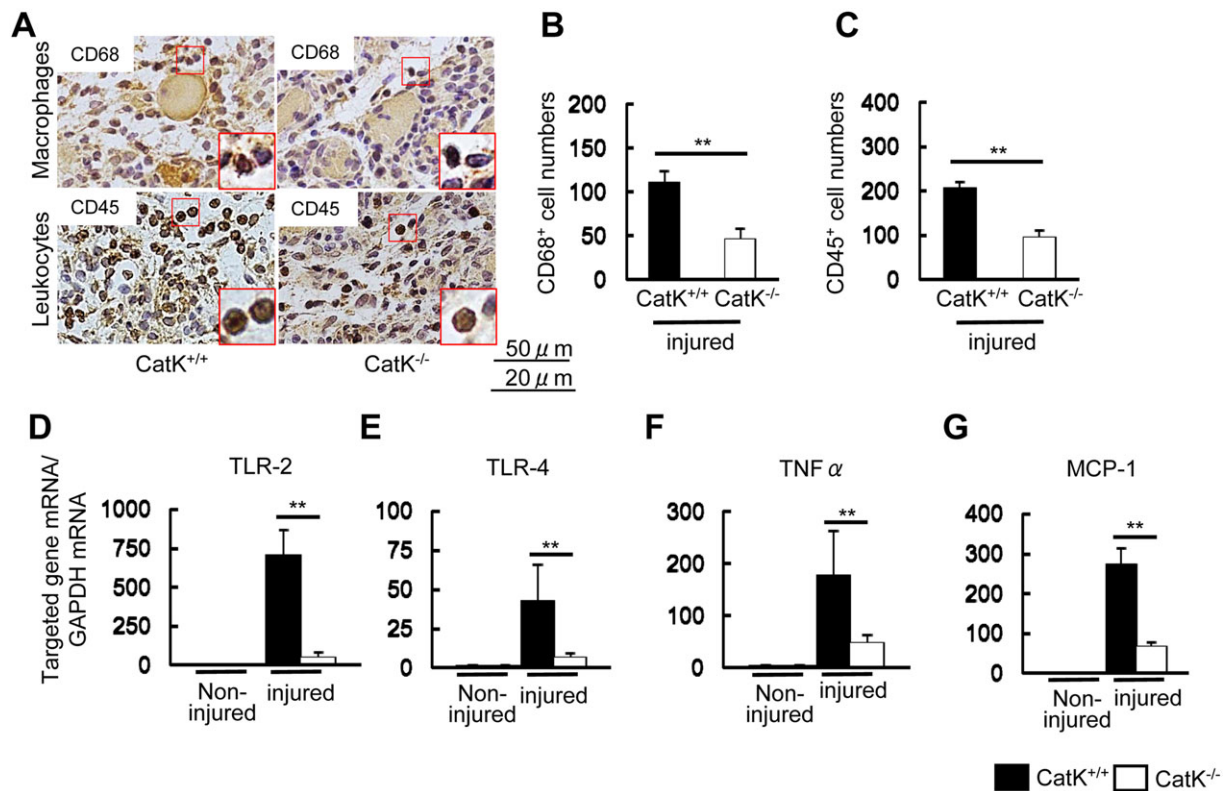 A
Macrophages
CD68
CD68
Leukocytes
CD45
CD45
CatK+/+
CatK-/-
50 μm
20 μm
B
CD68+ cell numbers
200
150
100
50
0
**
CatK+/+ CatK-/-
injured
C
CD45+ cell numbers
400
300
200
100
0
**
CatK+/+ CatK-/-
injured
D
TLR-2
Targeted gene mRNA/
GAPDH mRNA
1000
750
500
250
0
**
Non-
injured
injured
E
TLR-4
100
75
50
25
0
**
Non-
injured
injured
F
TNF α
300
200
100
0
**
Non-
injured
injured
G
MCP-1
400
300
200
100
0
**
Non-
injured
injured
CatK+/+ CatK-/-